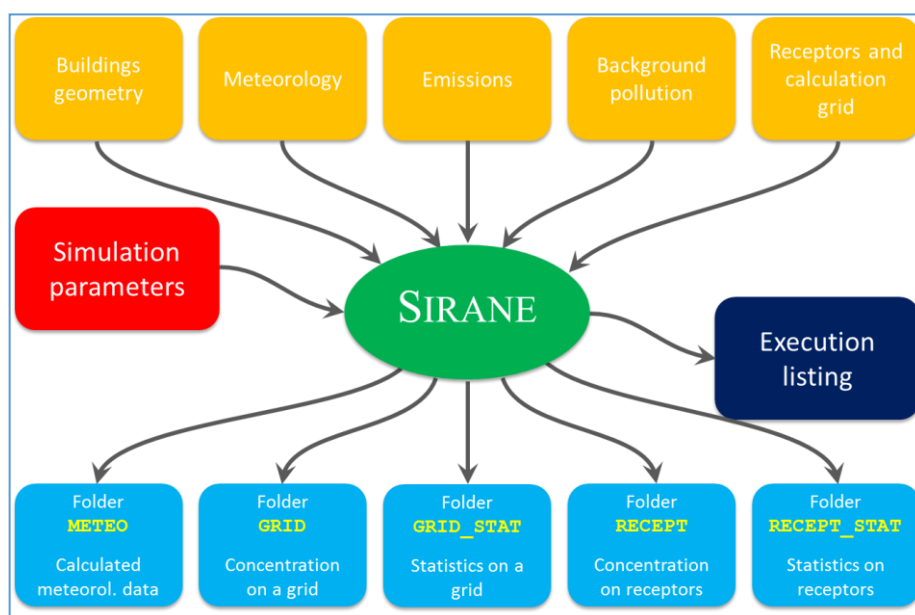 Buildings
geometry
Meteorology
Emissions
Background
pollution
Receptors and
calculation
grid
Simulation
parameters
SIRANE
Execution
listing
Folder
METEO
Calculated
meteorol. data
Folder
GRID
Concentration
on a grid
Folder
GRID_STAT
Statistics on a
grid
Folder
RECEPT
Concentration
on receptors
Folder
RECEPT_STAT
Statistics on
receptors